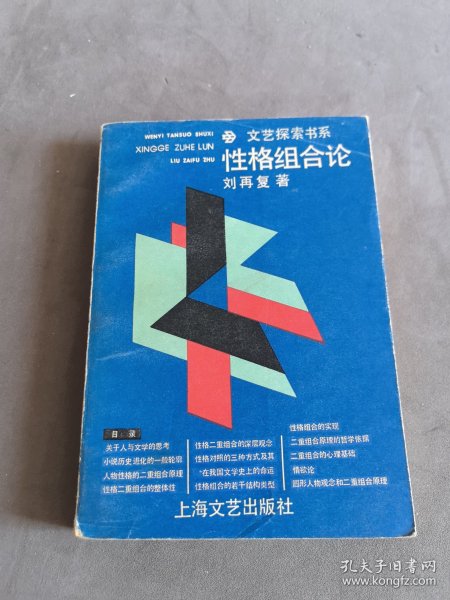 WENYI TANSUO SHUXI
文艺探索书系
XINGGE ZUHE LUN
性格组合论
LIU ZAIFU ZHU
刘再复 著
目 录
关于人与文学的思考
小说历史进化的一般轮廓
人物性格的二重组合原理
性格二重组合的整体性
性格二重组合的深层观念
性格对照的三种方式及其
在我国文学史上的命运
性格组合的若干结构类型
性格组合的实现
二重组合原理的哲学依据
二重组合的心理基础
情欲论
圆形人物观念和二重组合原理
上海文艺出版社
孔夫子旧书网
www.kongfz.com